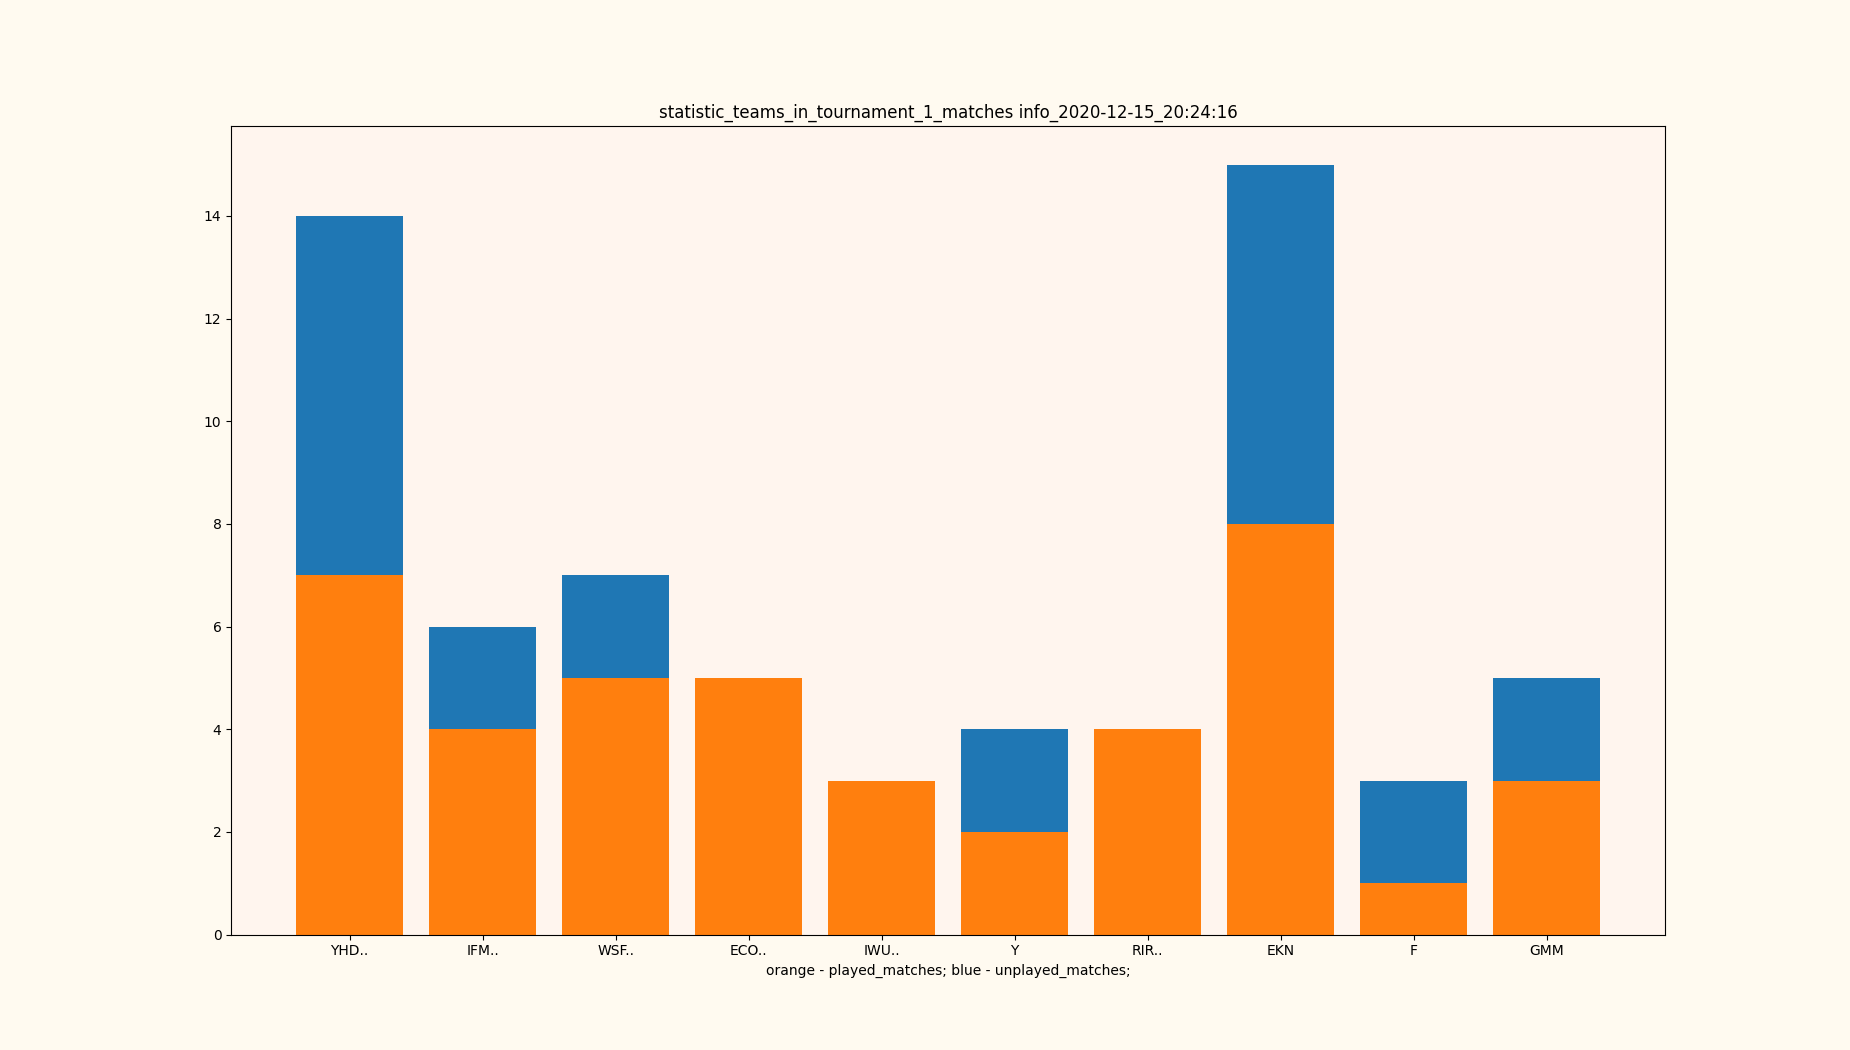 statistic_teams_in_tournament_1_matches info_2020-12-15_20:24:16
14
12
10
8
6
4
2
0
YHD.. IFM.. WSF.. ECO.. IWU.. Y RIR.. EKN F GMM
orange - played_matches; blue - unplayed_matches;